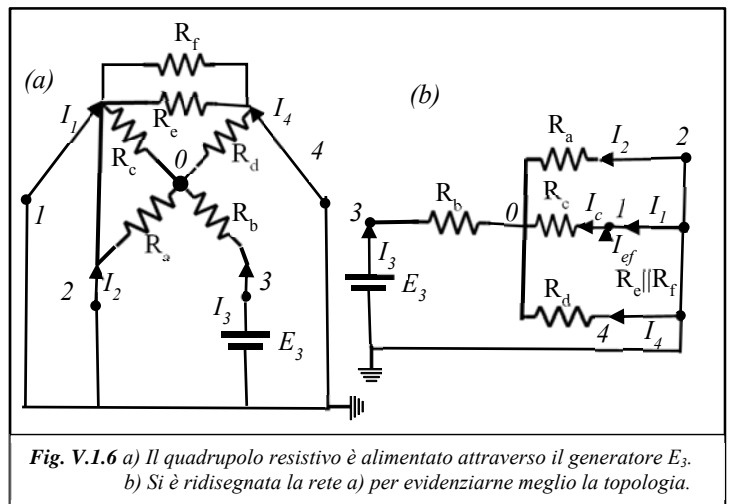 R_f
(a)
(b)
I_1
R_e
I_4
R_a
I_2
2
R_c
0
R_d
4
R_c
I_c
1
I_1
3
R_b
0
1
R_a
R_b
I_ef
I_3
E_3
R_d
R_e||R_f
2
I_2
3
4
I_4
I_3
E_3
Fig. V.1.6 a) Il quadrupolo resistivo è alimentato attraverso il generatore E_3.
b) Si è ridisegnata la rete a) per evidenziarne meglio la topologia.